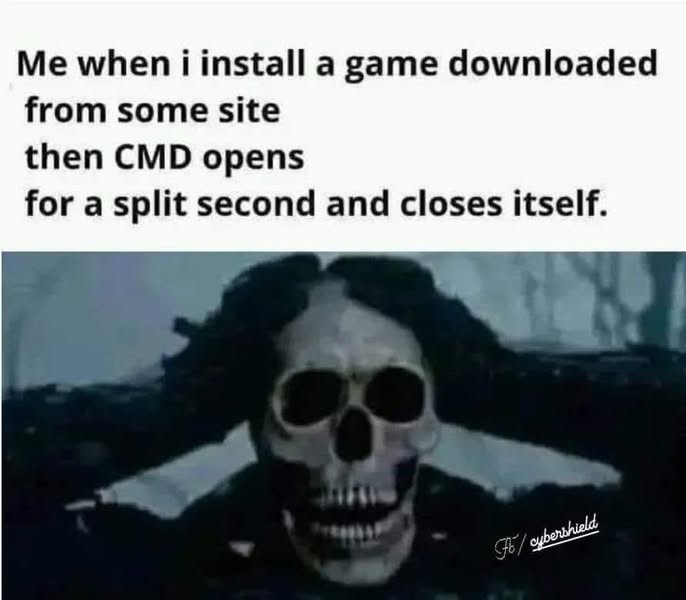 Me when i install a game downloaded
from some site
then CMD opens
for a split second and closes itself.
Fb / cybershield